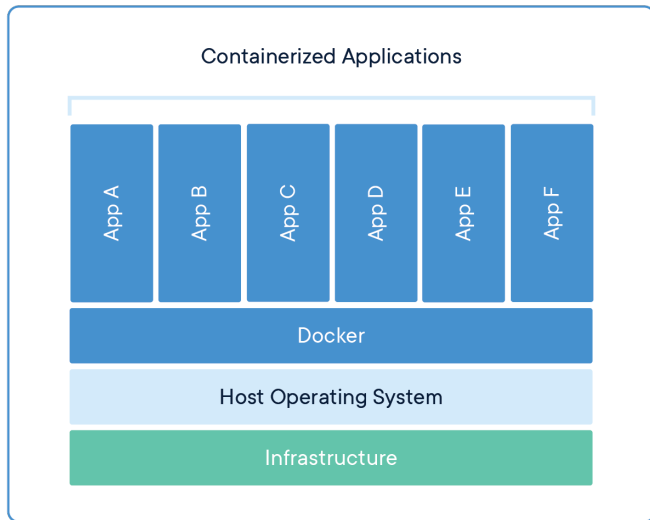 Containerized Applications
App A
App B
App C
App D
App E
App F
Docker
Host Operating System
Infrastructure